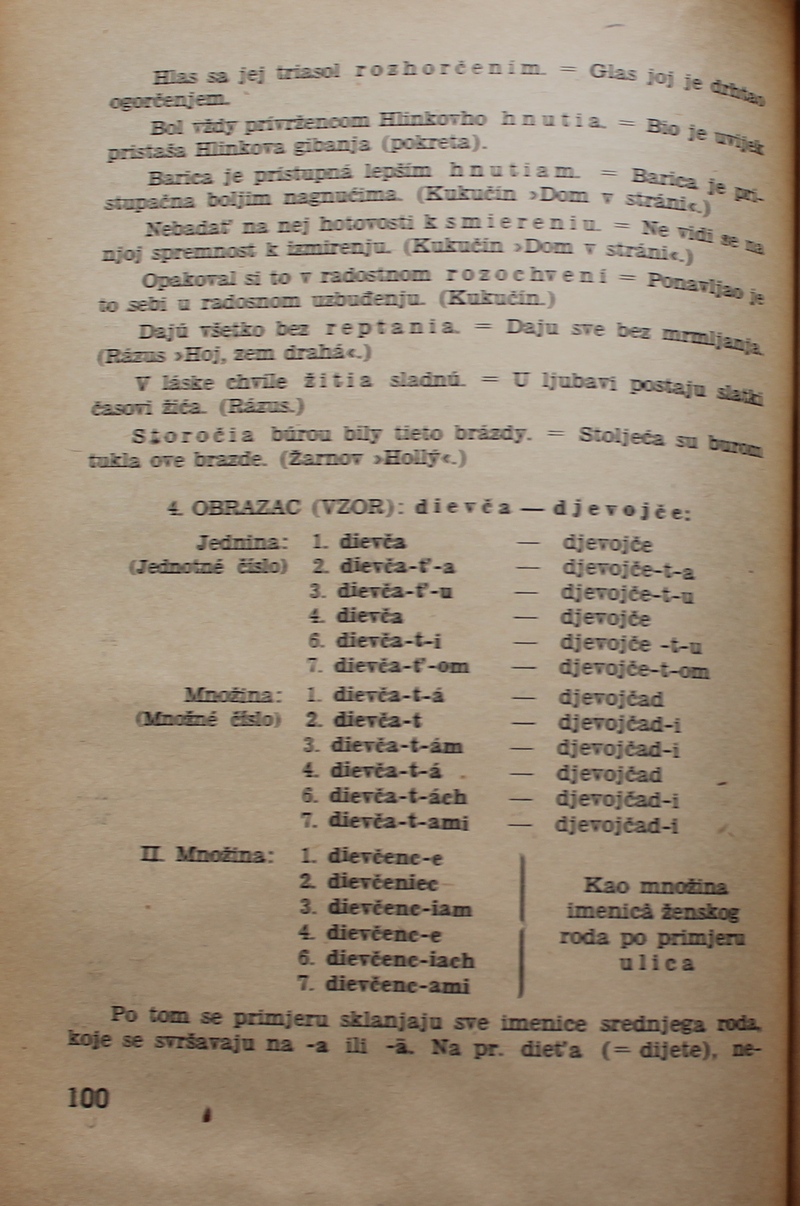 Hlas sa jej triasol rozhorčením. = Glas joj je drhtao
ogorčenjem.
Bol vždy prívržencom Hlinkovho hnutia. = Bio je uvijek
pristaša Hlinkova gibanja (pokreta).
Barica je prístupná lepším hnutiam. = Barica je pri-
stupačna boljim nagnućima. (Kukučín ›Dom v stráni‹.)
Nebadať na nej hotovosti k smiereniu. = Ne vidi se na
njoj spremnost k izmirenju. (Kukučín ›Dom v stráni‹.)
Opakoval si to v radostnom rozochvení = Ponavljao je
to sebi u radosnom uzbuđenju. (Kukučín.)
Dajú všetko bez reptania. = Daju sve bez mrmljanja.
(Rázus ›Hoj, zem drahá‹.)
V láske chvíle žitia sladnú. = U ljubavi postaju slatki
časovi žića. (Rázus.)
Storočia búrou bily tieto brázdy. = Stoljeća su burom
tukla ove brazde. (Žarnov ›Hollý‹.)
4. OBRAZAC (VZOR): dievča — djevojče:
Jednina: 1. dievča — djevojče
(Jednotné číslo) 2. dievča-ť-a — djevojče-t-a
3. dievča-ť-u — djevojče-t-u
4. dievča — djevojče
6. dievča-t-i — djevojče -t-u
7. dievča-ť-om — djevojče-t-om
Množina: 1. dievča-t-á — djevojčad
(Množné číslo) 2. dievča-t — djevojčad-i
3. dievča-t-ám — djevojčad-i
4. dievča-t-á — djevojčad
6. dievča-t-ách — djevojčad-i
7. dievča-t-ami — djevojčad-i
II. Množina: 1. dievčenc-e
2. dievčeniec
3. dievčenc-iam
4. dievčenc-e
6. dievčenc-iach
7. dievčenc-ami
Kao množina
imenicâ ženskog
roda po primjeru
ulica
Po tom se primjeru sklanjaju sve imenice srednjega roda,
koje se svršavaju na -a ili -ä. Na pr. dieťa (= dijete), ne-
100